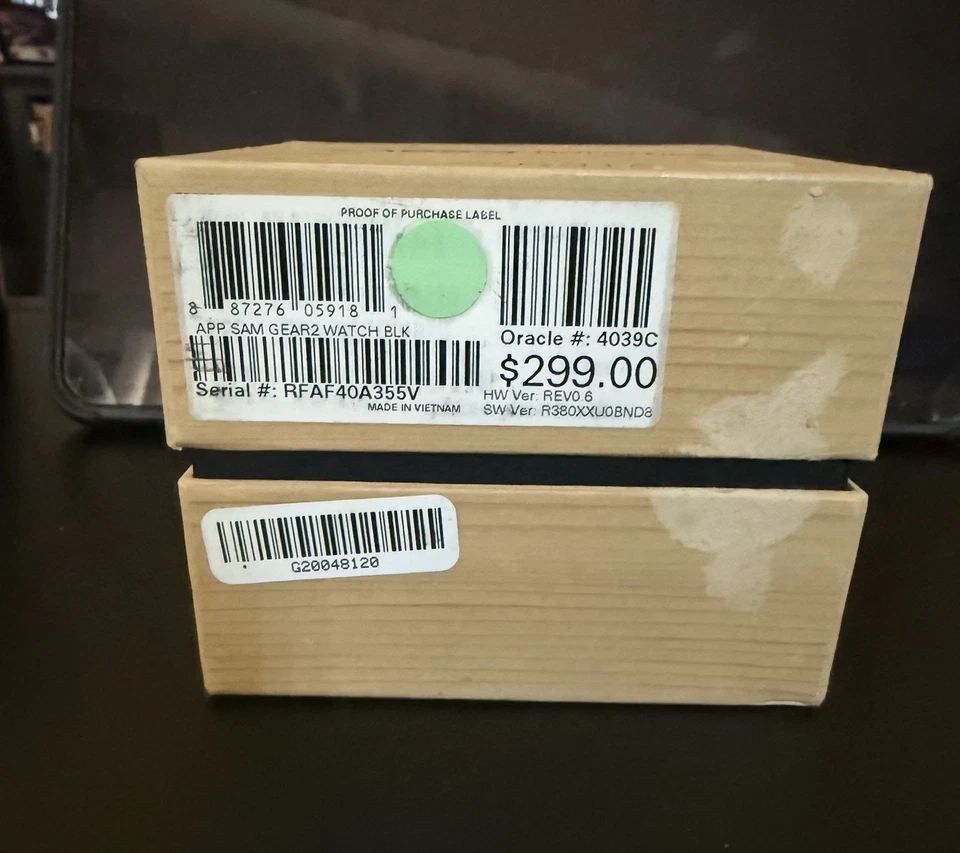 PROOF OF PURCHASE LABEL
8 87276 05918 1
APP SAM GEAR2 WATCH BLK
Oracle #: 4039C
$299.00
Serial #: RFAF40A355V
HW Ver: REV0.6
MADE IN VIETNAM
SW Ver: R380XXU0BND8
G20048120